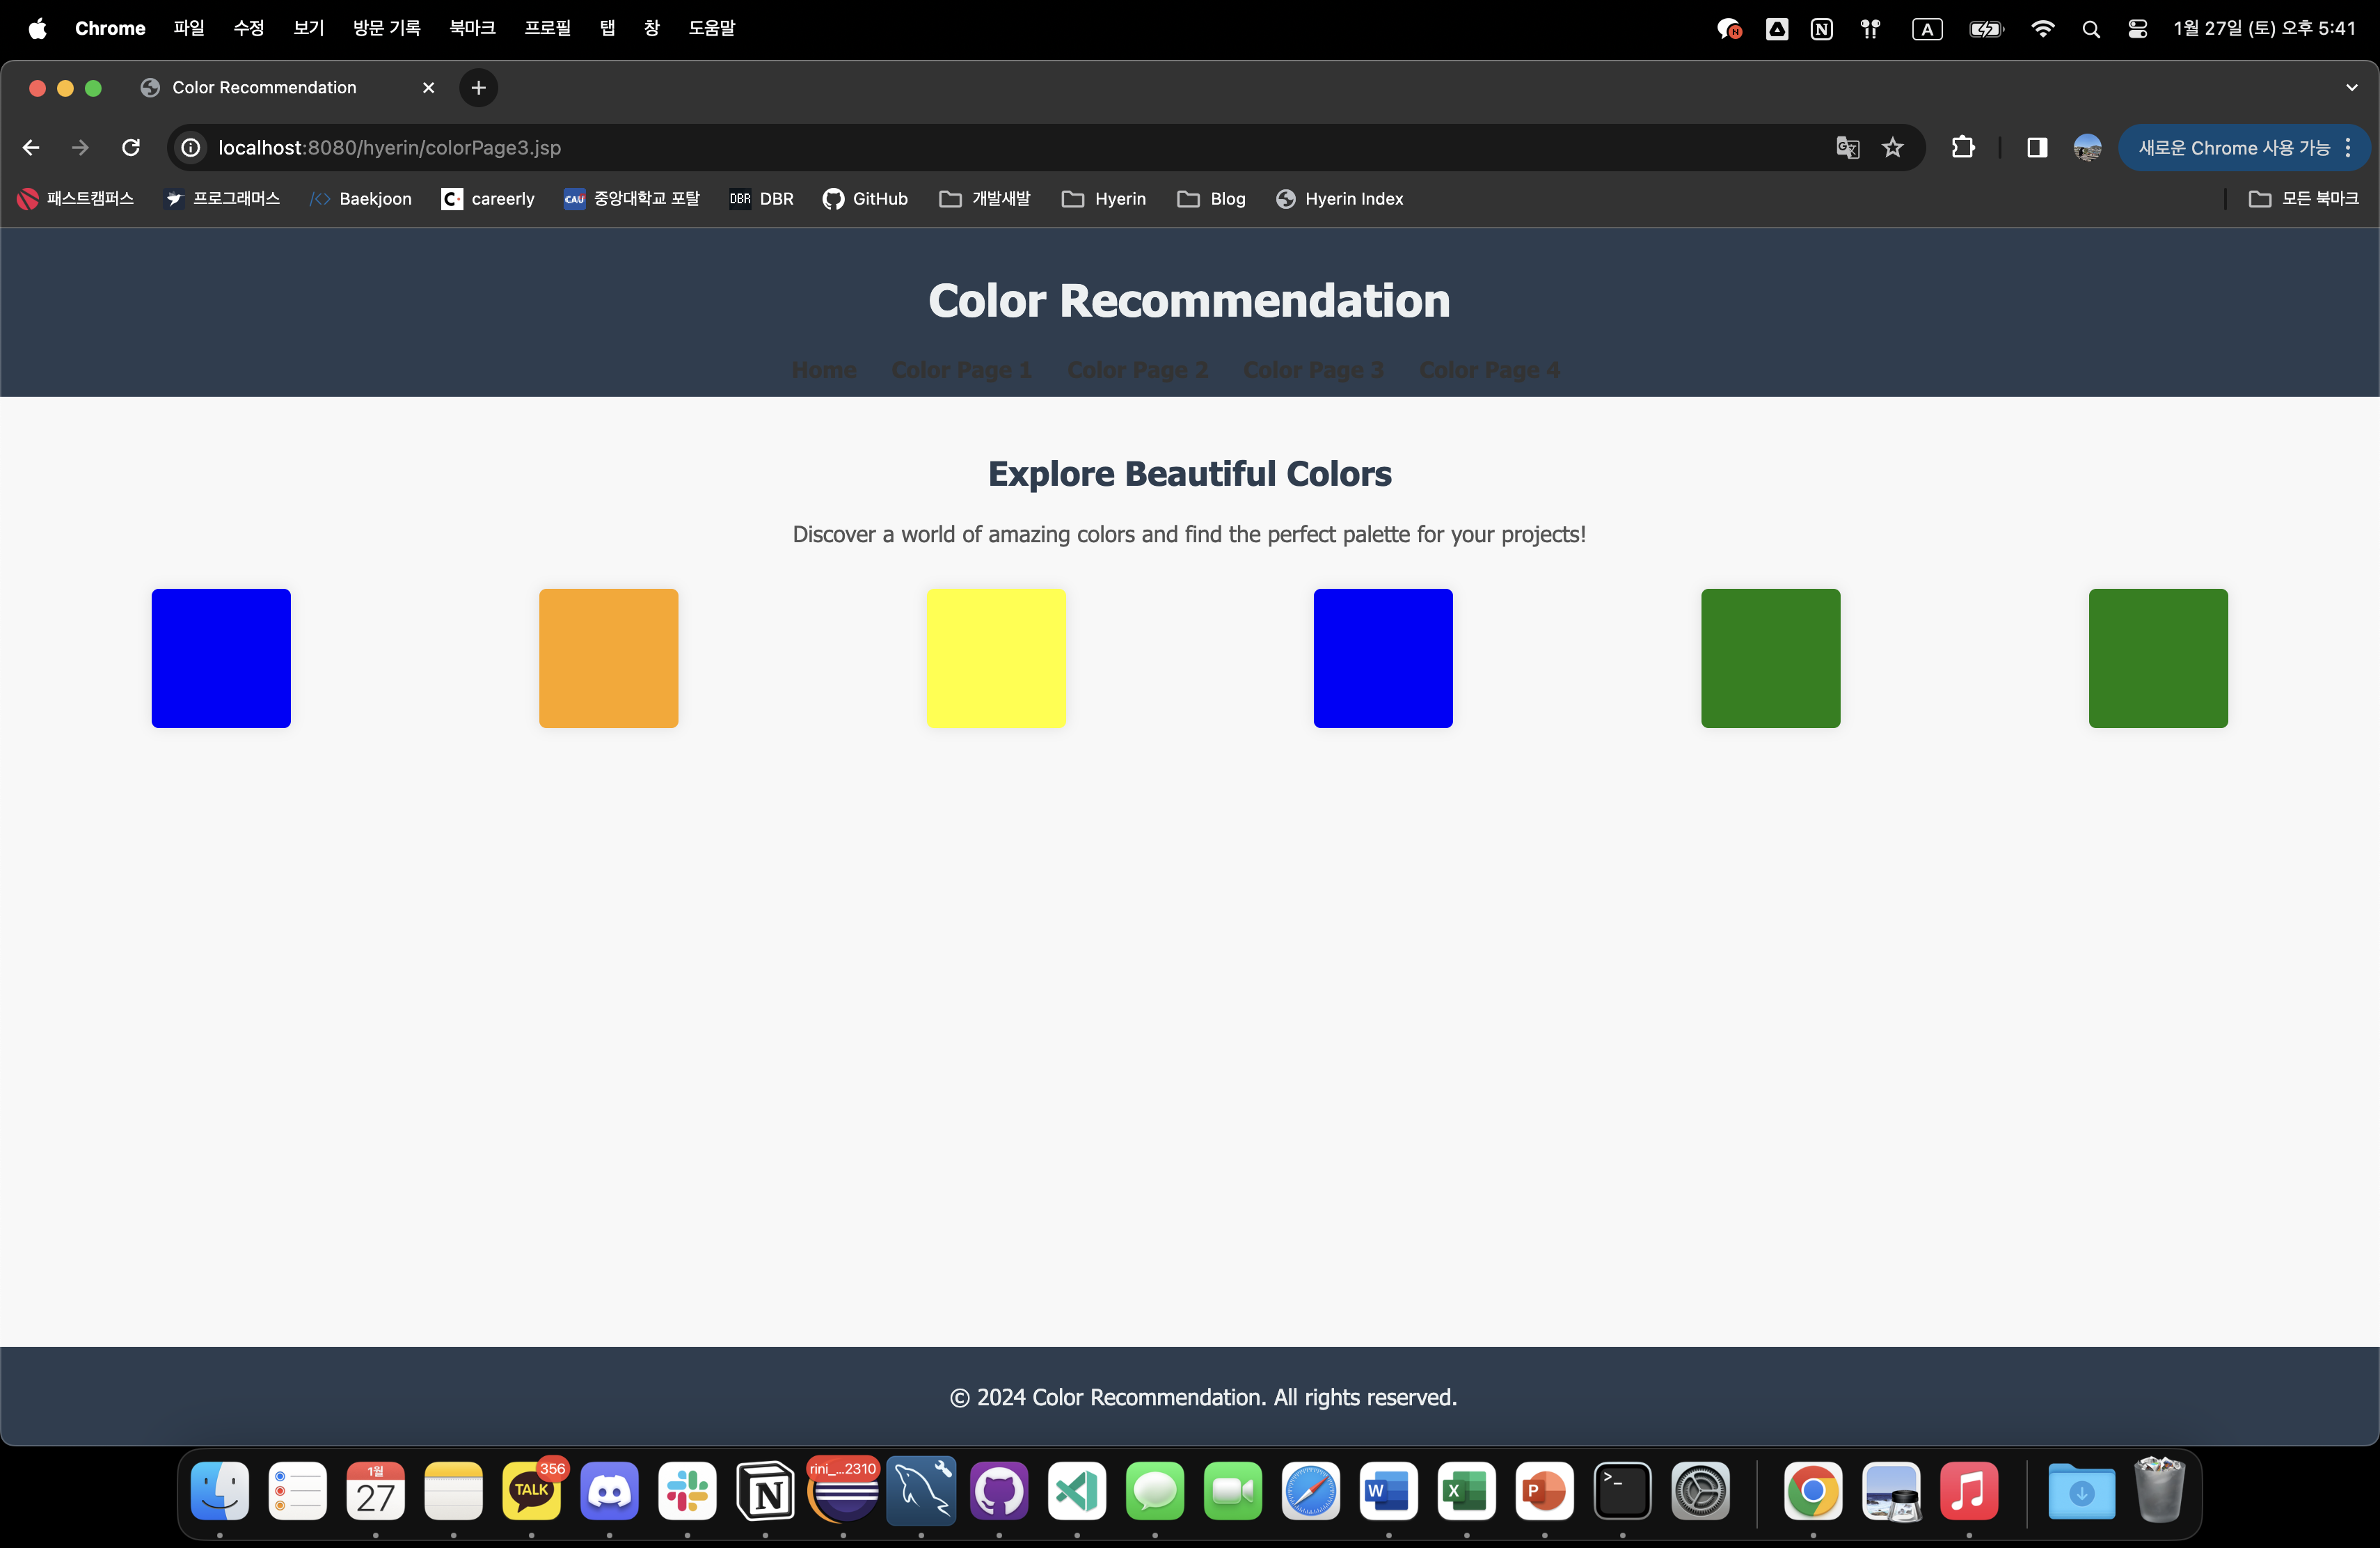 Chrome 파일 수정 보기 방문 기록 북마크 프로필 탭 창 도움말 N N A 1월 27일 (토) 오후 5:41
Color Recommendation
localhost:8080/hyerin/colorPage3.jsp 새로운 Chrome 사용 가능
패스트캠퍼스 프로그래머스 </> Baekjoon C careerly CAU 중앙대학교 포탈 DBR DBR GitHub 개발새발 Hyerin Blog Hyerin Index 모든 북마크
Color Recommendation
Home Color Page 1 Color Page 2 Color Page 3 Color Page 4
Explore Beautiful Colors
Discover a world of amazing colors and find the perfect palette for your projects!
© 2024 Color Recommendation. All rights reserved.
1월 27 TALK 356 N rini_...2310 W X P >_